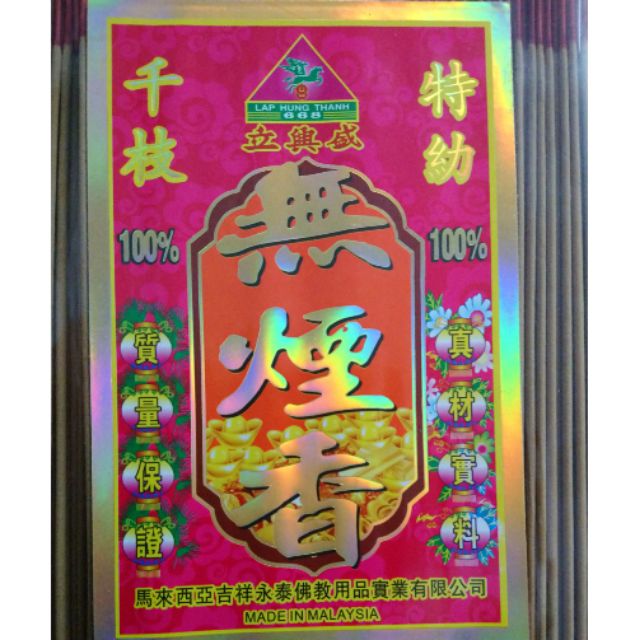 LAP HUNG THANH
668
立興盛
千枝
特幼
100%
100%
無煙香
質量保證
真材實料
馬來西亞吉祥永泰佛教用品實業有限公司
MADE IN MALAYSIA